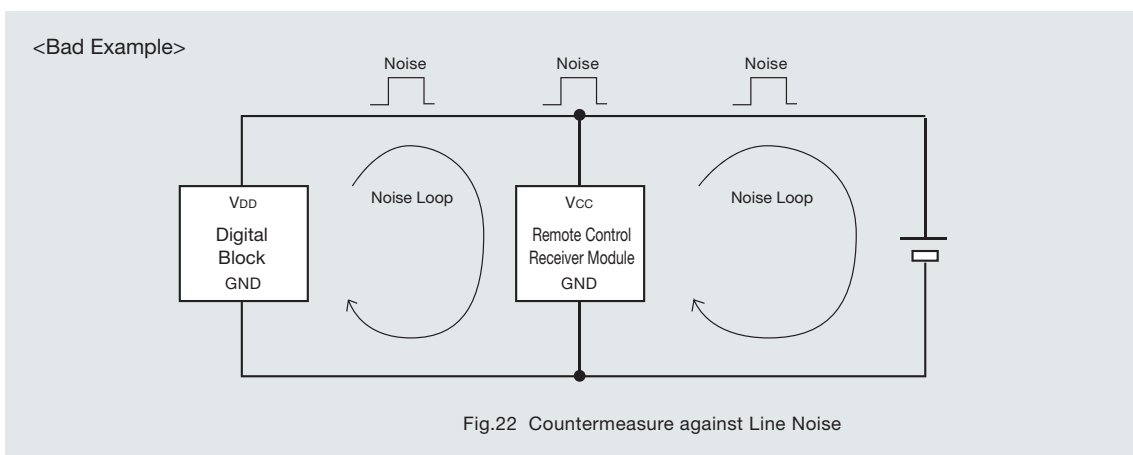 <Bad Example>
Noise
Noise
Noise
Noise Loop
Noise Loop
VDD
Digital
Block
GND
VCC
Remote Control
Receiver Module
GND
Fig.22 Countermeasure against Line Noise